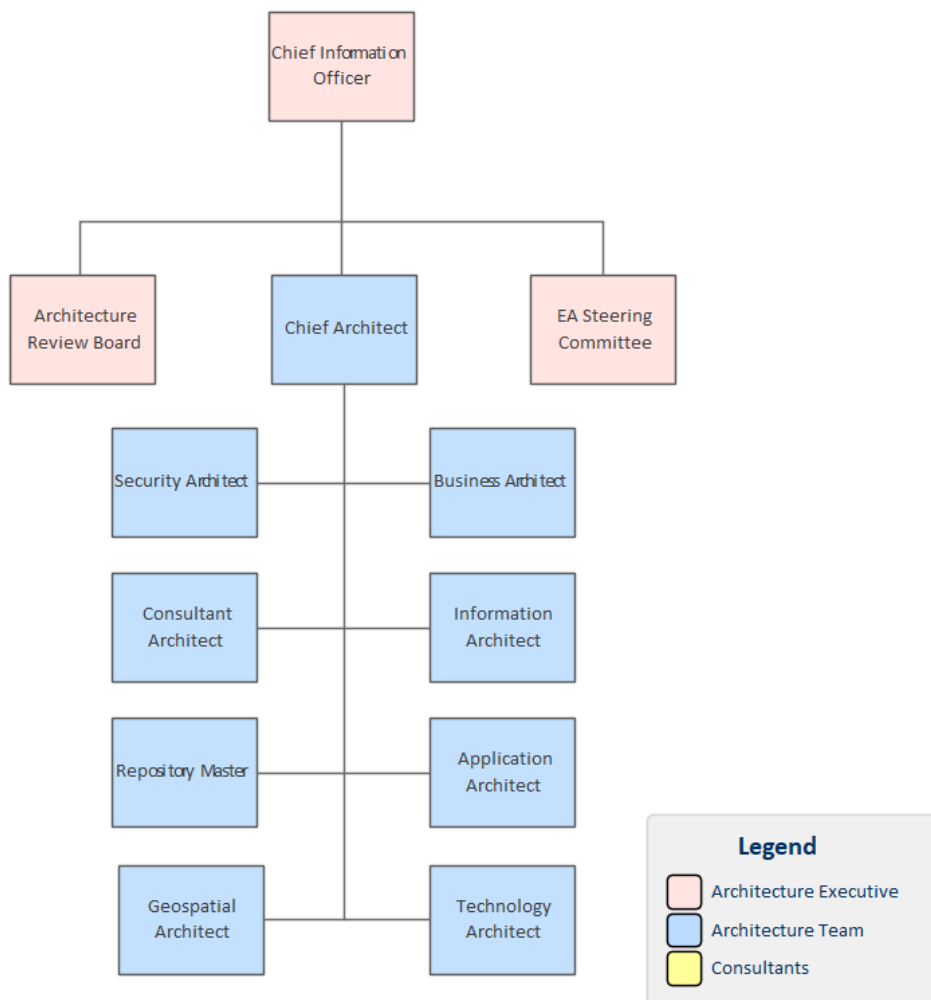 Chief Information
Officer
Architecture
Review Board
Chief Architect
EA Steering
Committee
Security Architect
Business Architect
Consultant
Architect
Information
Architect
Repository Master
Application
Architect
Geospatial
Architect
Technology
Architect
Legend
Architecture Executive
Architecture Team
Consultants